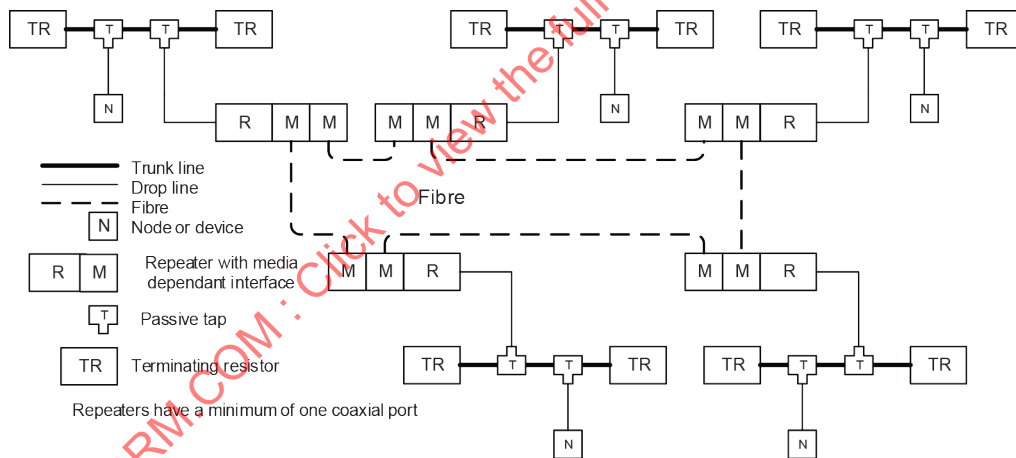 TR T T TR TR T T TR TR T T TR
N N N
R M M M M R M M R
Trunk line
Drop line
Fibre
Fibre
N Node or device
M M R M M R
R M Repeater with media
dependant interface
T Passive tap
TR Terminating resistor
TR T T TR TR T T TR
Repeaters have a minimum of one coaxial port
N N
RM.COM : Click to view the full